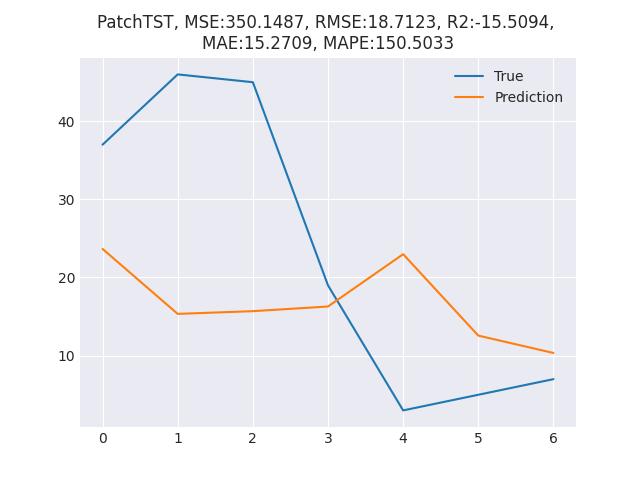 PatchTST, MSE:350.1487, RMSE:18.7123, R2:-15.5094,
MAE:15.2709, MAPE:150.5033
True
Prediction
40
30
20
10
0 1 2 3 4 5 6